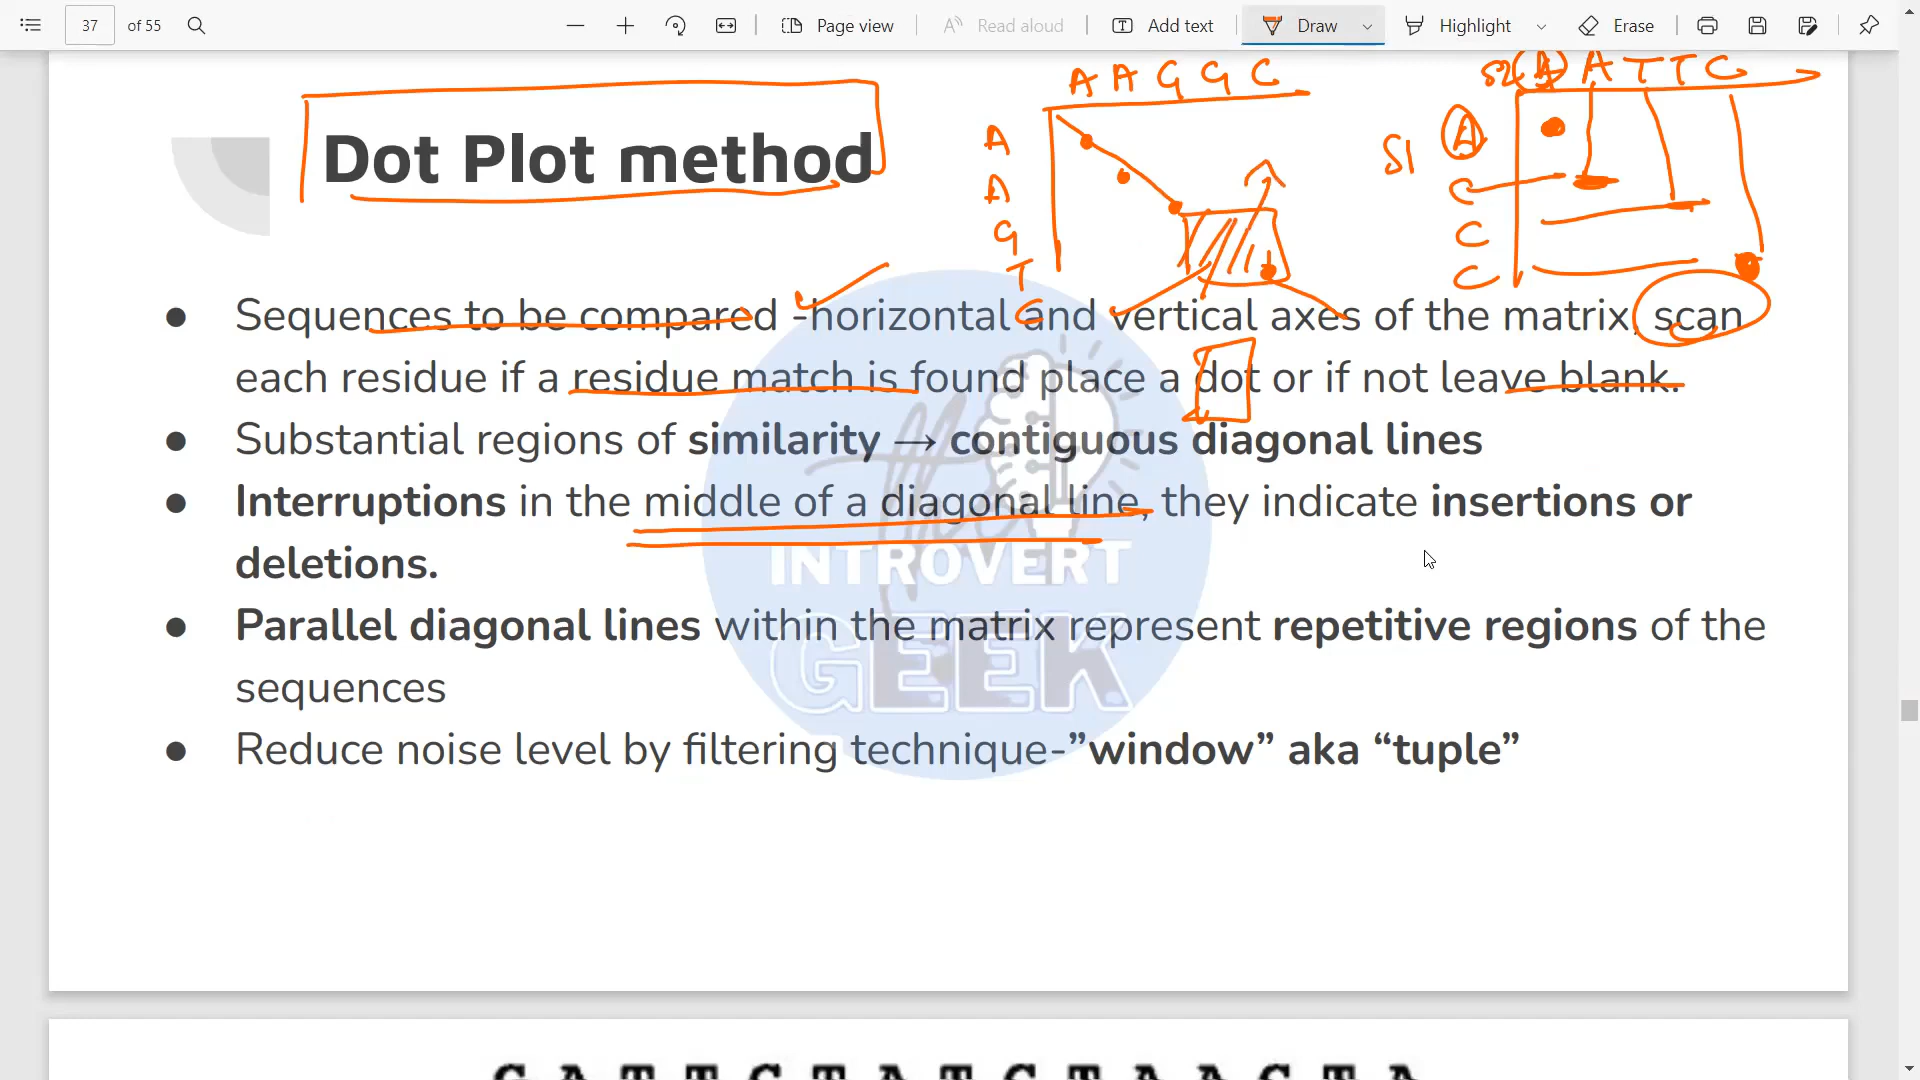 37 of 55 Page view Read aloud Add text Draw Highlight Erase
A A G G C
S2 A A T T C
Dot Plot method
A
A
G
T
C
S1 A
C
C
C
● Sequences to be compared -horizontal and vertical axes of the matrix, scan
each residue if a residue match is found place a dot or if not leave blank.
● Substantial regions of similarity → contiguous diagonal lines
● Interruptions in the middle of a diagonal line, they indicate insertions or
deletions.
● Parallel diagonal lines within the matrix represent repetitive regions of the
sequences
● Reduce noise level by filtering technique-”window” aka “tuple”
INTROVERT
GEEK
G A T T C T A T C T A A C T A